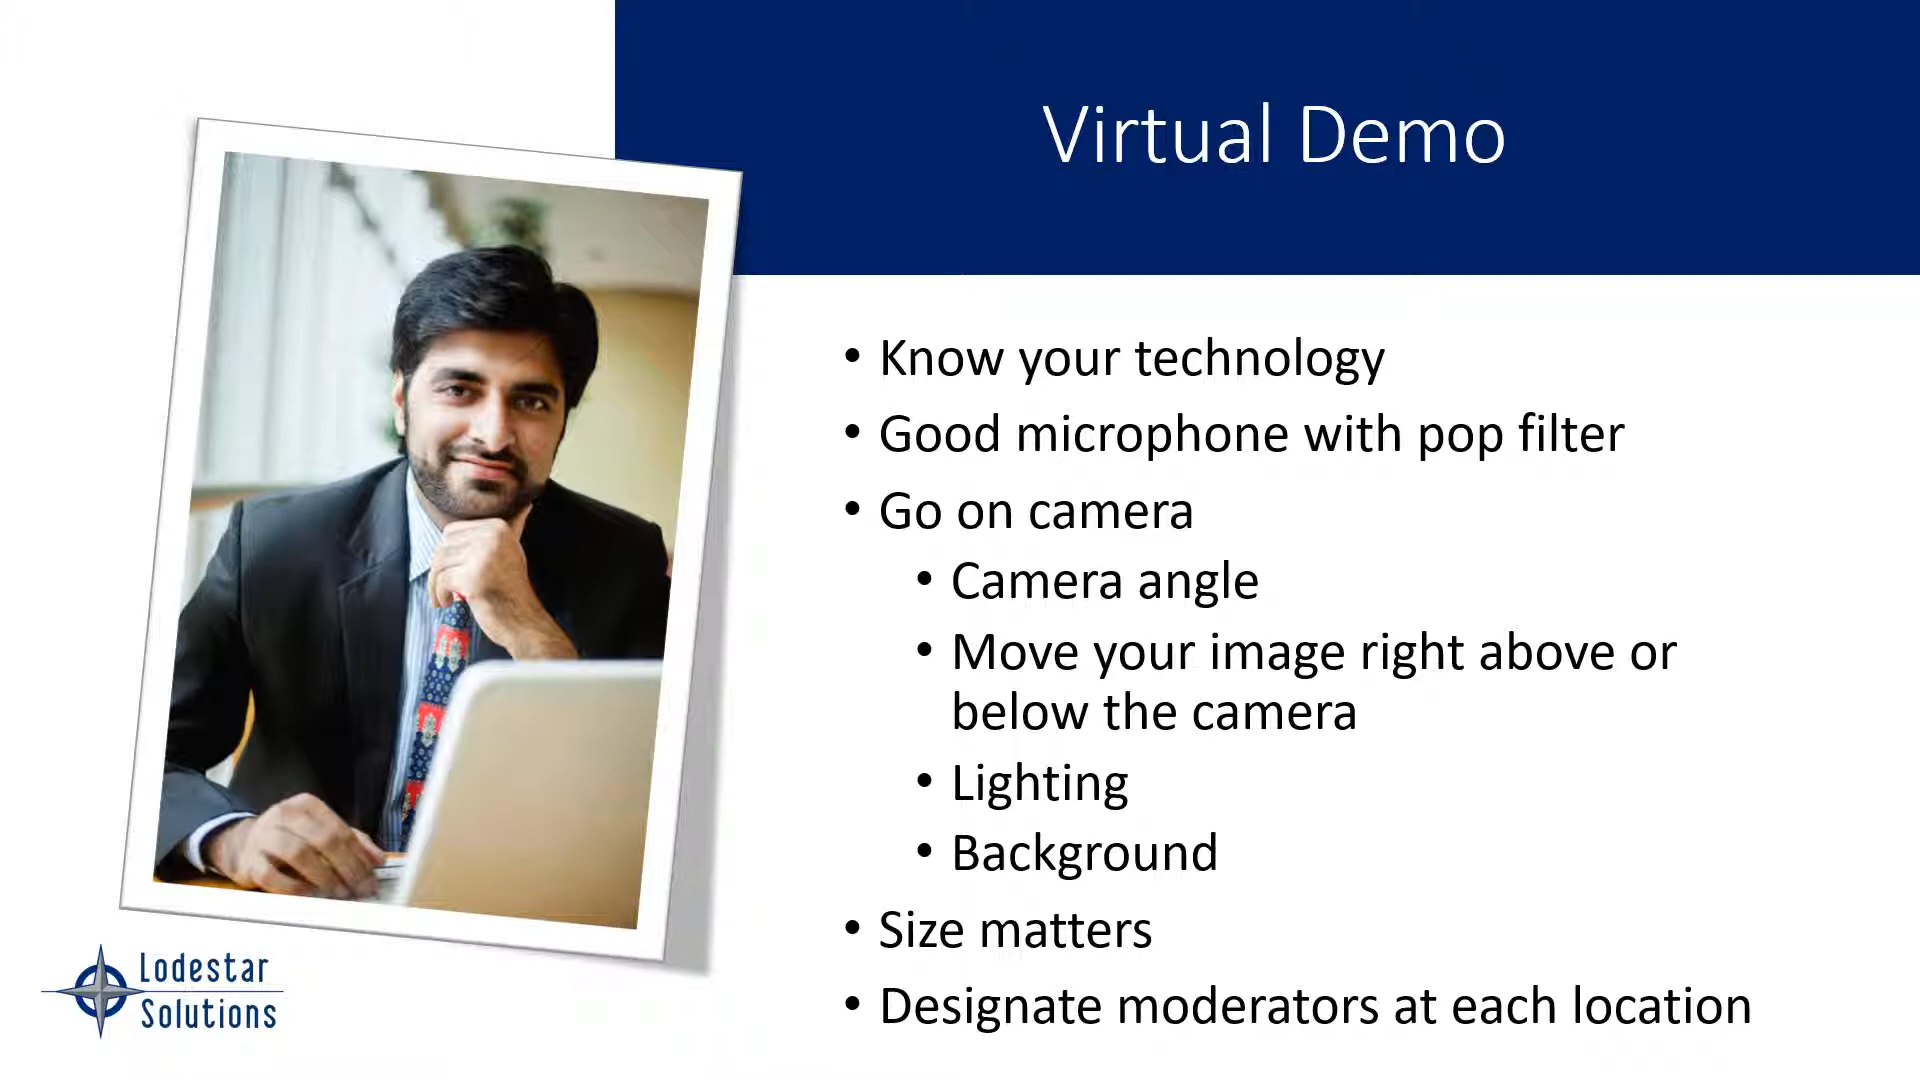 Virtual Demo
• Know your technology
• Good microphone with pop filter
• Go on camera
• Camera angle
• Move your image right above or
below the camera
• Lighting
• Background
• Size matters
• Designate moderators at each location
Lodestar
Solutions